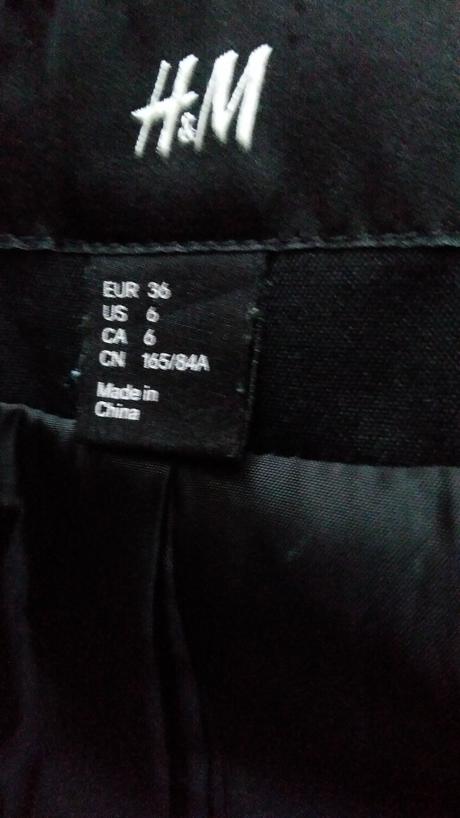 H&M
EUR 36
US 6
CA 6
CN 165/84A
Made in
China